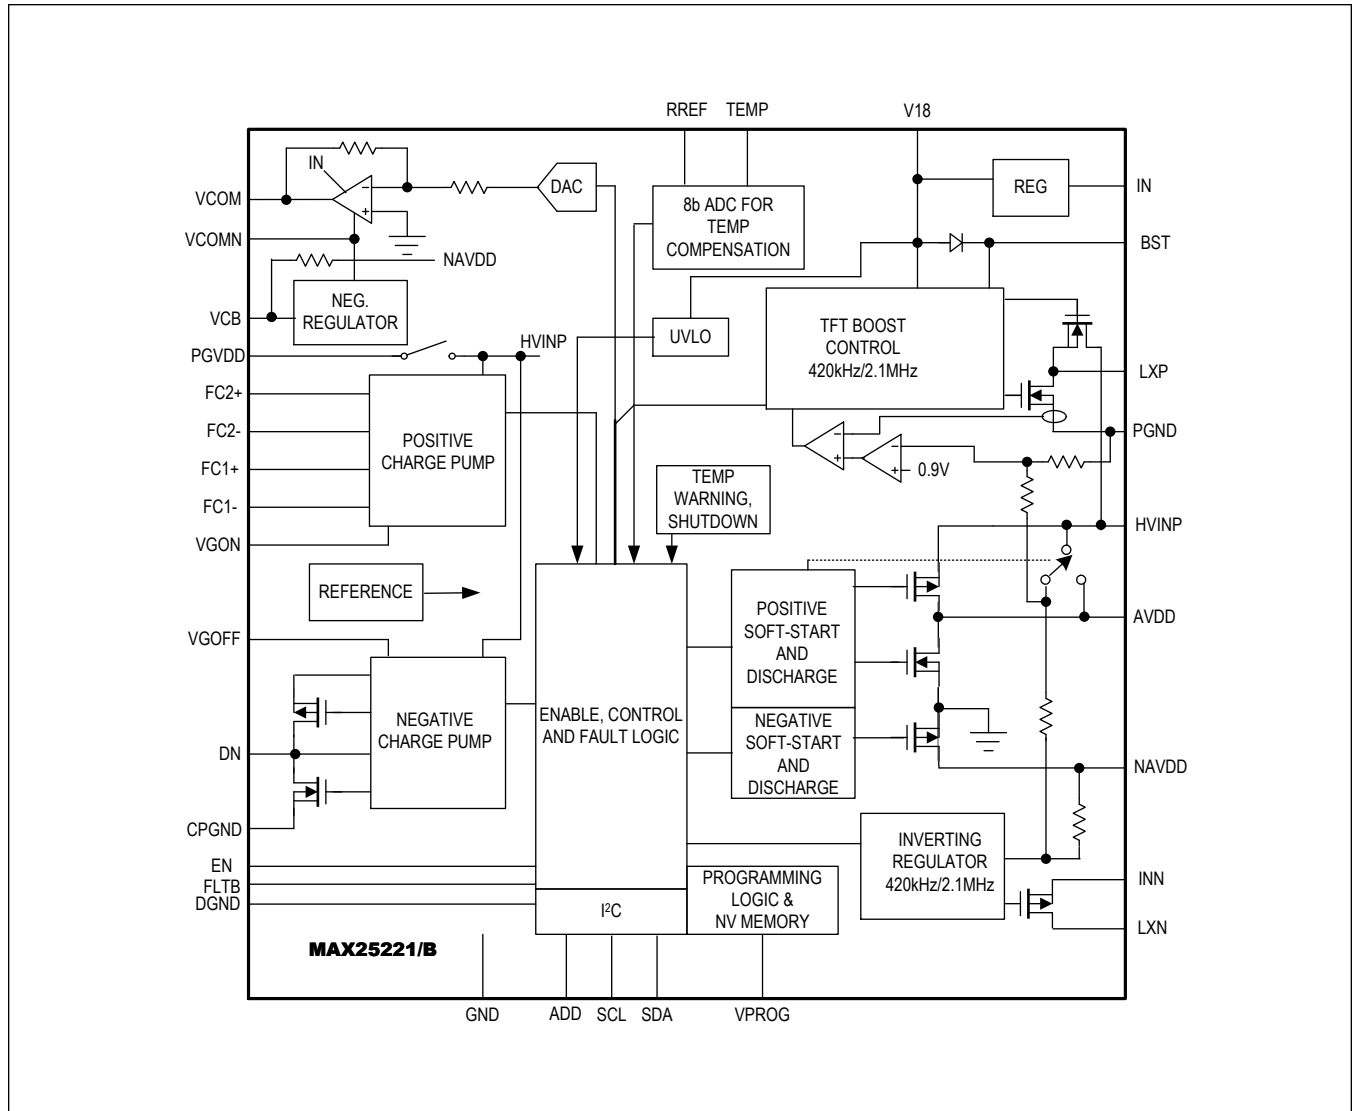 RREF TEMP V18
IN
VCOM
DAC
8b ADC FOR
TEMP
COMPENSATION
REG
IN
VCOMN
BST
NAVDD
NEG.
REGULATOR
VCB
UVLO
TFT BOOST
CONTROL
420kHz/2.1MHz
HVINP
PGVDD
LXP
FC2+
FC2-
FC1+
FC1-
VGON
POSITIVE
CHARGE PUMP
PGND
0.9V
TEMP
WARNING,
SHUTDOWN
HVINP
REFERENCE
POSITIVE
SOFT-START
AND
DISCHARGE
AVDD
VGOFF
NEGATIVE
CHARGE PUMP
ENABLE, CONTROL
AND FAULT LOGIC
NEGATIVE
SOFT-START
AND
DISCHARGE
DN
NAVDD
CPGND
EN
FLTB
DGND
INVERTING
REGULATOR
420kHz/2.1MHz
INN
LXN
PROGRAMMING
LOGIC &
NV MEMORY
I²C
MAX25221/B
GND ADD SCL SDA VPROG